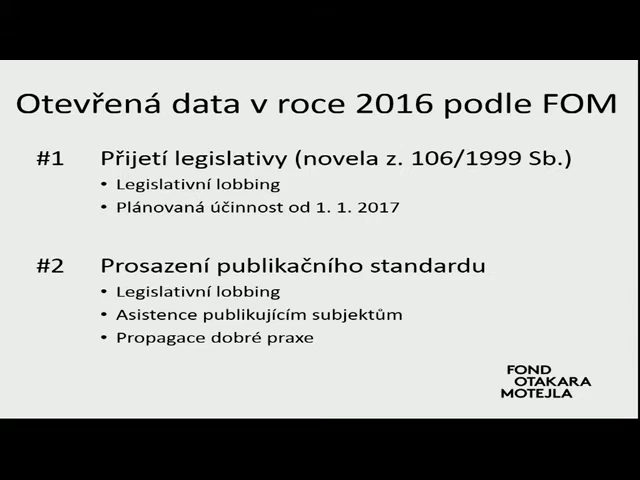 Otevřená data v roce 2016 podle FOM
#1 Přijetí legislativy (novela z. 106/1999 Sb.)
• Legislativní lobbing
• Plánovaná účinnost od 1. 1. 2017
#2 Prosazení publikačního standardu
• Legislativní lobbing
• Asistence publikujícím subjektům
• Propagace dobré praxe
FOND
OTAKARA
MOTEJLA